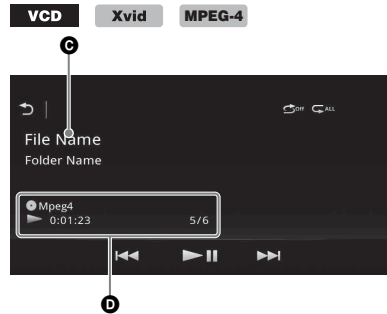 VCD Xvid MPEG-4
C
OFF ALL
File Name
Folder Name
Mpeg4
0:01:23 5/6
D